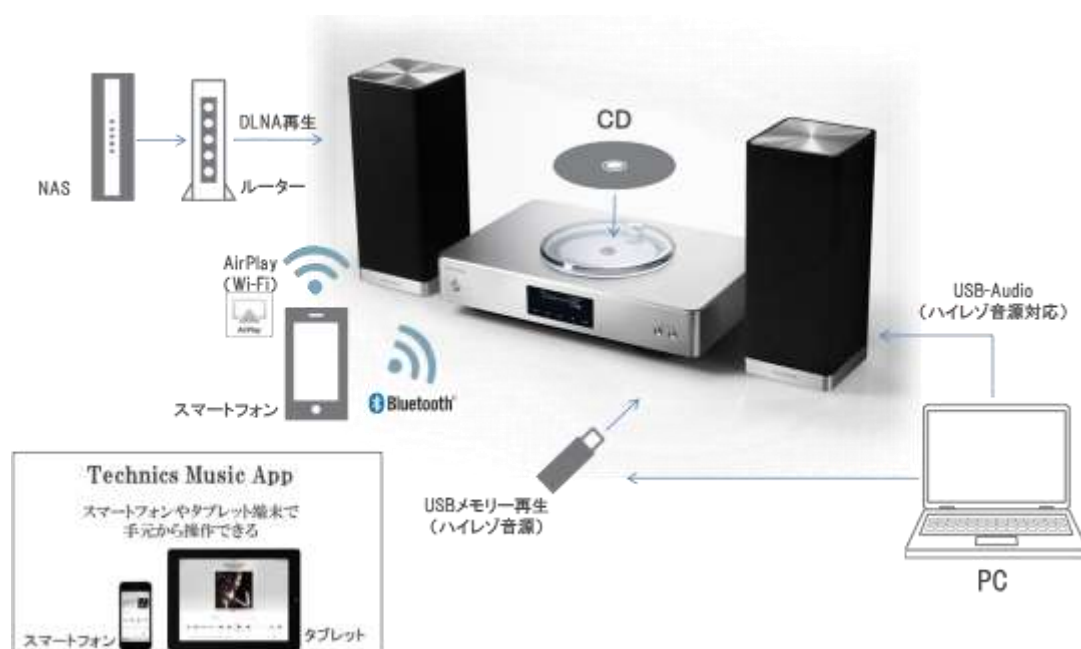 CD
DLNA再生
NAS
ルーター
AirPlay
（Wi-Fi）
AirPlay
スマートフォン
Bluetooth
USB-Audio
（ハイレゾ音源対応）
USBメモリー再生
（ハイレゾ音源）
PC
Technics Music App
スマートフォンやタブレット端末で
手元から操作できる
スマートフォン
タブレット